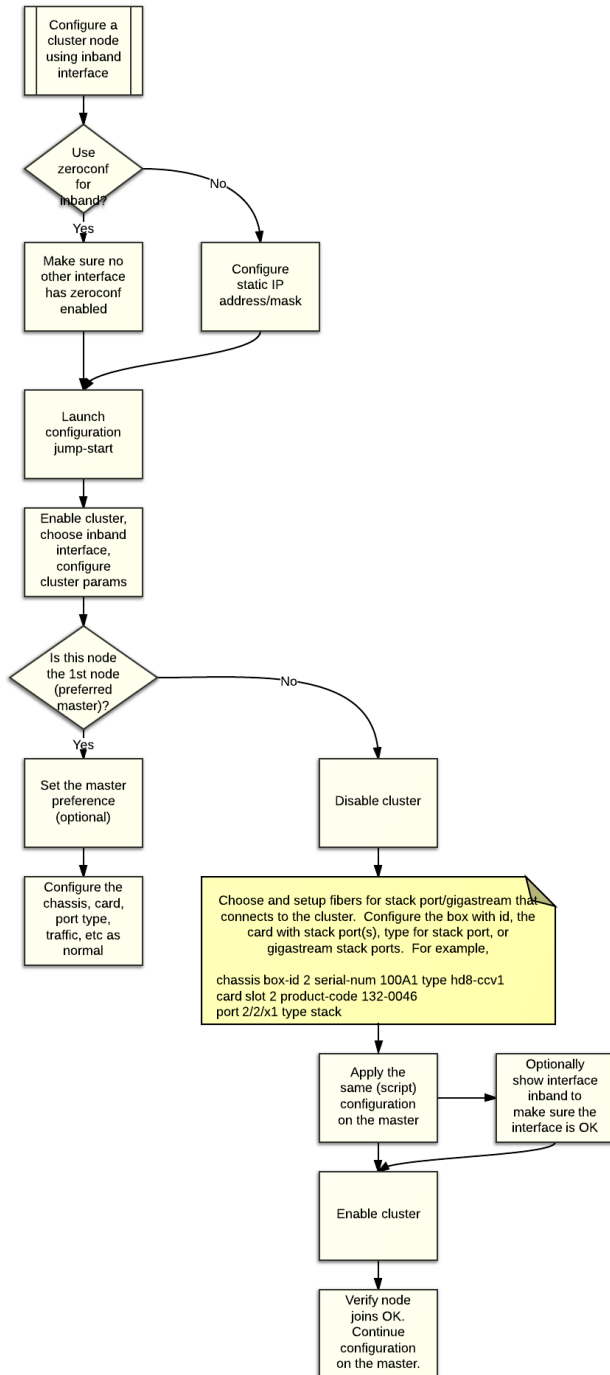 Configure a
cluster node
using inband
interface
Use
zeroconf
for
inband?
No
Yes
Make sure no
other interface
has zeroconf
enabled
Configure
static IP
address/mask
Launch
configuration
jump-start
Enable cluster,
choose inband
interface,
configure
cluster params
Is this node
the 1st node
(preferred
master)?
No
Yes
Set the master
preference
(optional)
Disable cluster
Configure the
chassis, card,
port type,
traffic, etc as
normal
Choose and setup fibers for stack port/gigastream that
connects to the cluster. Configure the box with id, the
card with stack port(s), type for stack port, or
gigastream stack ports. For example,
chassis box-id 2 serial-num 100A1 type hd8-ccv1
card slot 2 product-code 132-0046
port 2/2/x1 type stack
Apply the
same (script)
configuration
on the master
Optionally
show interface
inband to
make sure the
interface is OK
Enable cluster
Verify node
joins OK.
Continue
configuration
on the master.